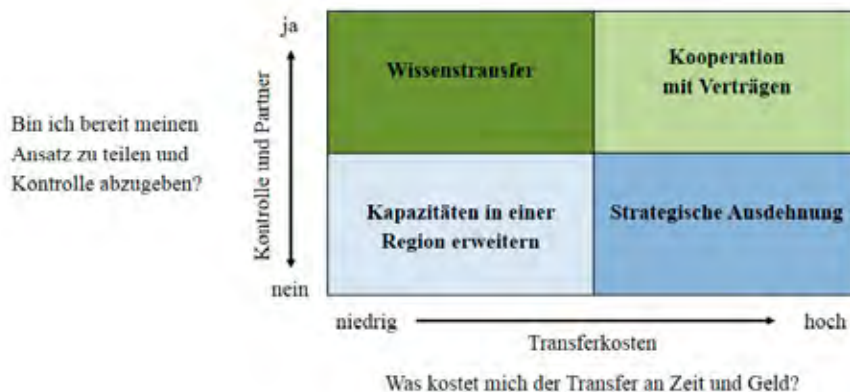 ja
Wissenstransfer
Kooperation
mit Verträgen
Bin ich bereit meinen
Ansatz zu teilen und
Kontrolle abzugeben?
Kontrolle und Partner
Kapazitäten in einer
Region erweitern
Strategische Ausdehnung
nein
niedrig
hoch
Transferkosten
Was kostet mich der Transfer an Zeit und Geld?